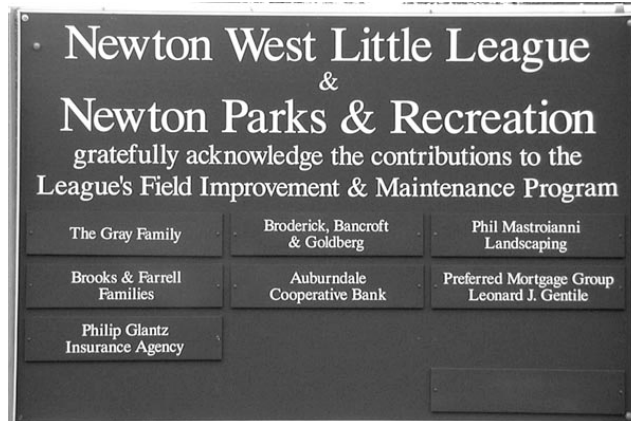 Newton West Little League
&
Newton Parks & Recreation
gratefully acknowledge the contributions to the
League's Field Improvement & Maintenance Program
The Gray Family
Broderick, Bancroft
& Goldberg
Phil Mastroianni
Landscaping
Brooks & Farrell
Families
Auburndale
Cooperative Bank
Preferred Mortgage Group
Leonard J. Gentile
Philip Glantz
Insurance Agency